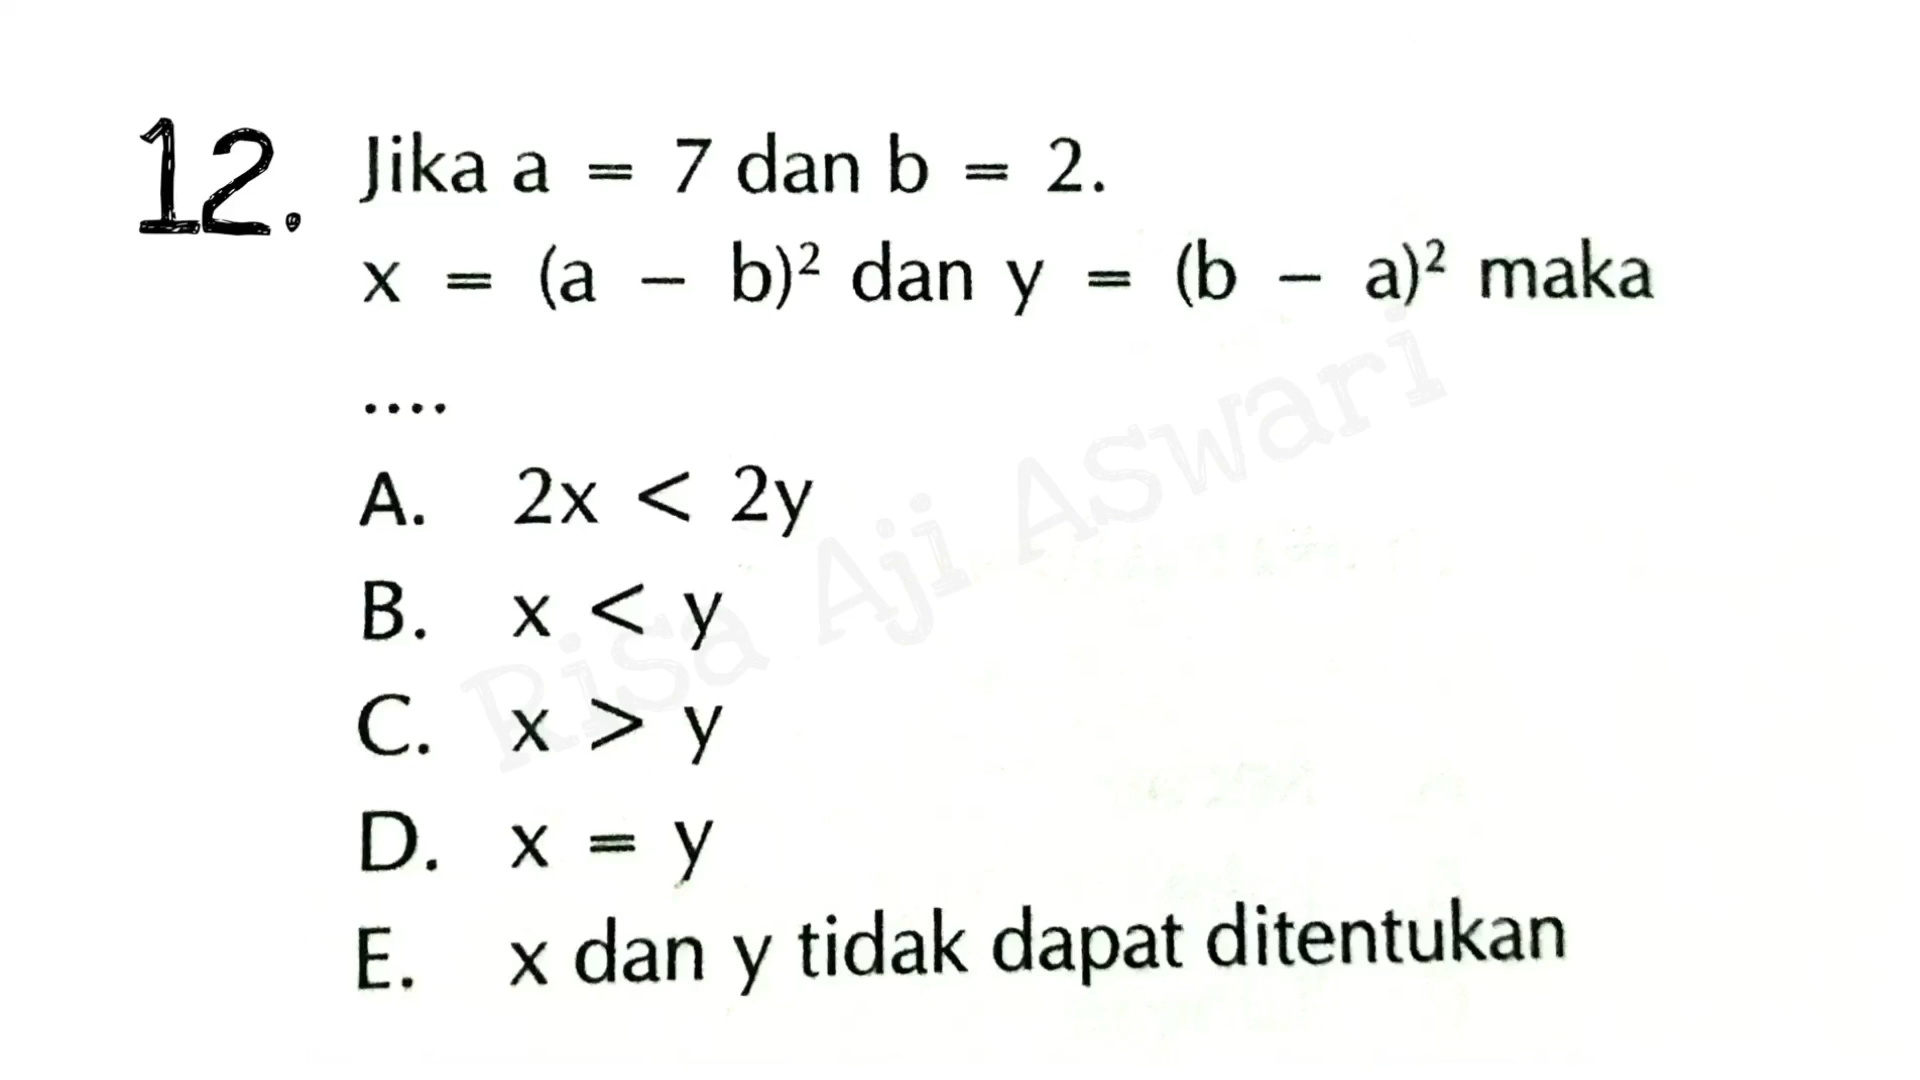 12. Jika a = 7 dan b = 2.
x = (a – b)² dan y = (b – a)² maka
....
A. 2x < 2y
B. x < y
C. x > y
D. x = y
E. x dan y tidak dapat ditentukan
Risa Aji Aswari